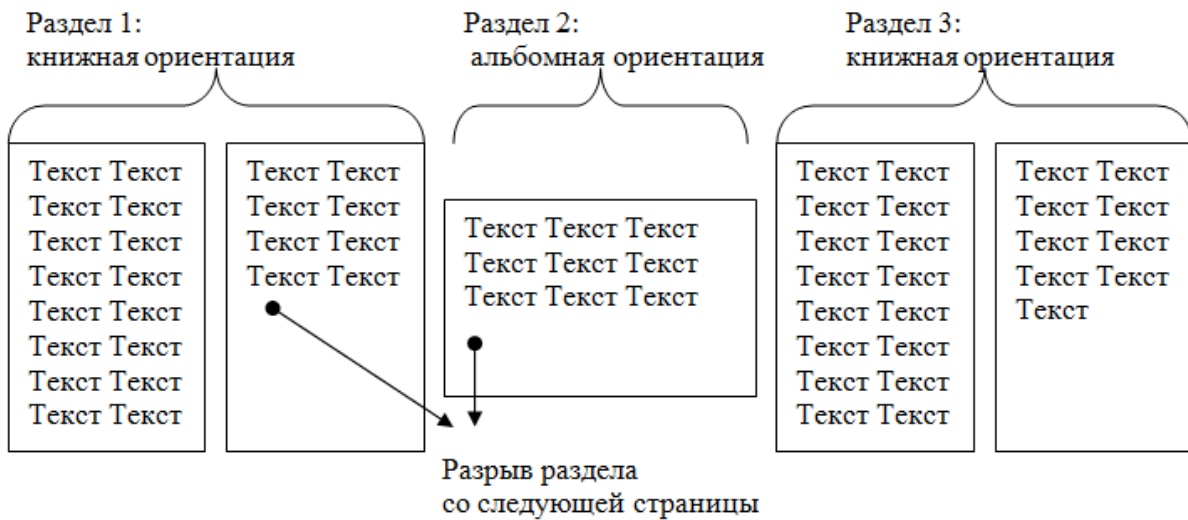 Раздел 1:
книжная ориентация
Раздел 2:
альбомная ориентация
Раздел 3:
книжная ориентация
Текст Текст
Текст Текст
Текст Текст
Текст Текст
Текст Текст
Текст Текст
Текст Текст
Текст Текст
Текст Текст
Текст Текст
Текст Текст
Текст Текст
Текст Текст Текст
Текст Текст Текст
Текст Текст Текст
Текст Текст
Текст Текст
Текст Текст
Текст Текст
Текст Текст
Текст Текст
Текст Текст
Текст Текст
Текст Текст
Текст Текст
Текст Текст
Текст Текст
Текст
Разрыв раздела
со следующей страницы